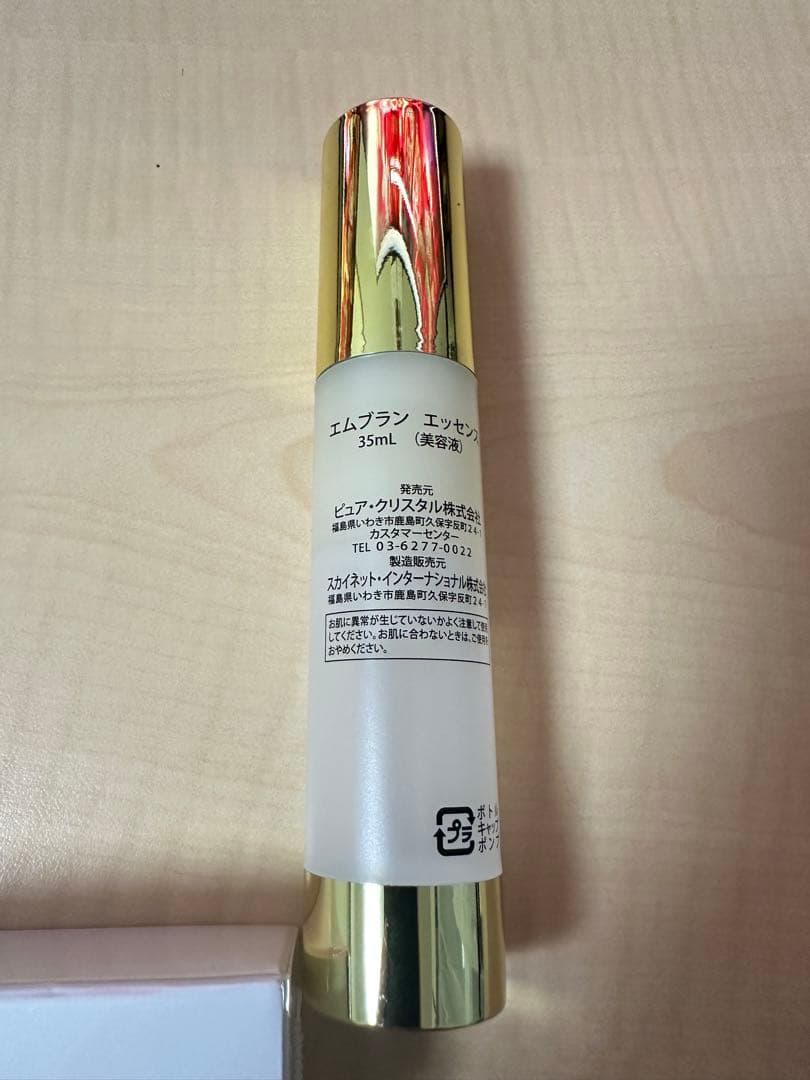 エムブラン エッセンス
35mL （美容液）
発売元
ピュア・クリスタル株式会社
福島県いわき市鹿島町久保字反町24-1
カスタマーセンター
TEL 03-6277-0022
製造販売元
スカイネット・インターナショナル株式会社
福島県いわき市鹿島町久保字反町24-1
お肌に異常が生じていないかよく注意して使用
してください。お肌に合わないときは、ご使用を
おやめください。
プラ
ボトル
キャップ
ポンプ